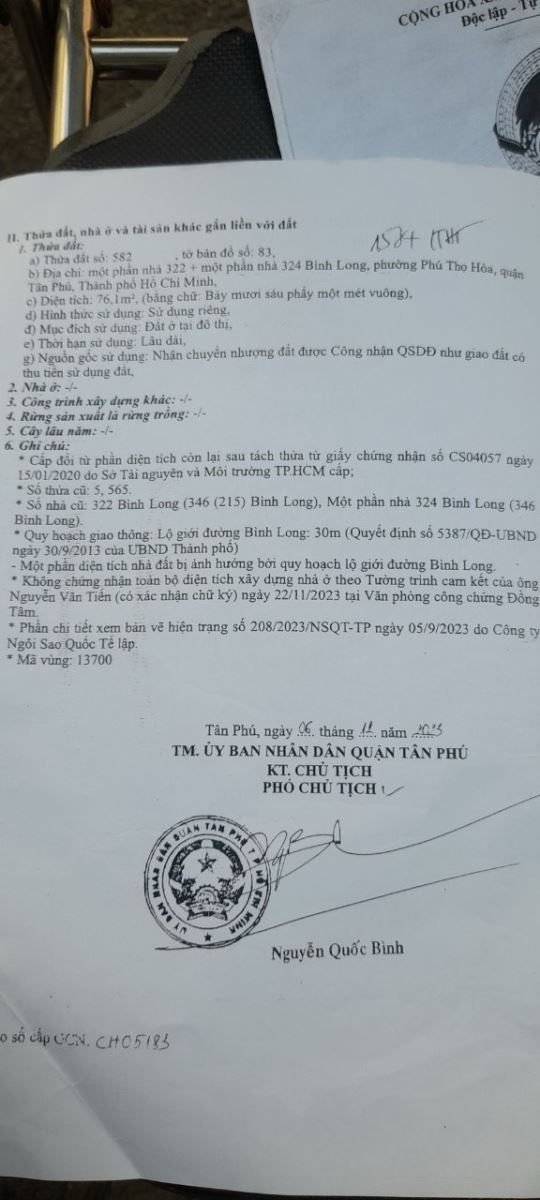 CỘNG HÒA
Độc lập - Tự
II. Thửa đất, nhà ở và tài sản khác gắn liền với đất
1. Thửa đất:
a) Thửa đất số: 582 , tờ bản đồ số: 83,
b) Địa chỉ: một phần nhà 322 + một phần nhà 324 Bình Long, phường Phú Thọ Hòa, quận
Tân Phú, Thành phố Hồ Chí Minh,
c) Diện tích: 76,1m², (bằng chữ: Bảy mươi sáu phẩy một mét vuông),
d) Hình thức sử dụng: Sử dụng riêng,
đ) Mục đích sử dụng: Đất ở tại đô thị,
e) Thời hạn sử dụng: Lâu dài,
g) Nguồn gốc sử dụng: Nhận chuyển nhượng đất được Công nhận QSDĐ như giao đất có
thu tiền sử dụng đất,
2. Nhà ở: -/-
3. Công trình xây dựng khác: -/-
4. Rừng sản xuất là rừng trồng: -/-
5. Cây lâu năm: -/-
6. Ghi chú:
* Cấp đổi từ phần diện tích còn lại sau tách thửa từ giấy chứng nhận số CS04057 ngày
15/01/2020 do Sở Tài nguyên và Môi trường TP.HCM cấp;
* Số thửa cũ: 5, 565.
* Số nhà cũ: 322 Bình Long (346 (215) Bình Long), Một phần nhà 324 Bình Long (346
Bình Long).
* Quy hoạch giao thông: Lộ giới đường Bình Long: 30m (Quyết định số 5387/QĐ-UBND
ngày 30/9/2013 của UBND Thành phố)
- Một phần diện tích nhà đất bị ảnh hưởng bởi quy hoạch lộ giới đường Bình Long.
* Không chứng nhận toàn bộ diện tích xây dựng nhà ở theo Tường trình cam kết của ông
Nguyễn Văn Tiến (có xác nhận chữ ký) ngày 22/11/2023 tại Văn phòng công chứng Đồng
Tâm.
* Phần chi tiết xem bản vẽ hiện trạng số 208/2023/NSQT-TP ngày 05/9/2023 do Công ty
Ngôi Sao Quốc Tế lập.
* Mã vùng: 13700
Tân Phú, ngày 06 tháng 11 năm 2023
TM. ỦY BAN NHÂN DÂN QUẬN TÂN PHÚ
KT. CHỦ TỊCH
PHÓ CHỦ TỊCH
ỦY BAN NHÂN DÂN QUẬN TÂN PHÚ T.P HỒ CHÍ MINH
Nguyễn Quốc Bình
o sổ cấp GCN. CH05183